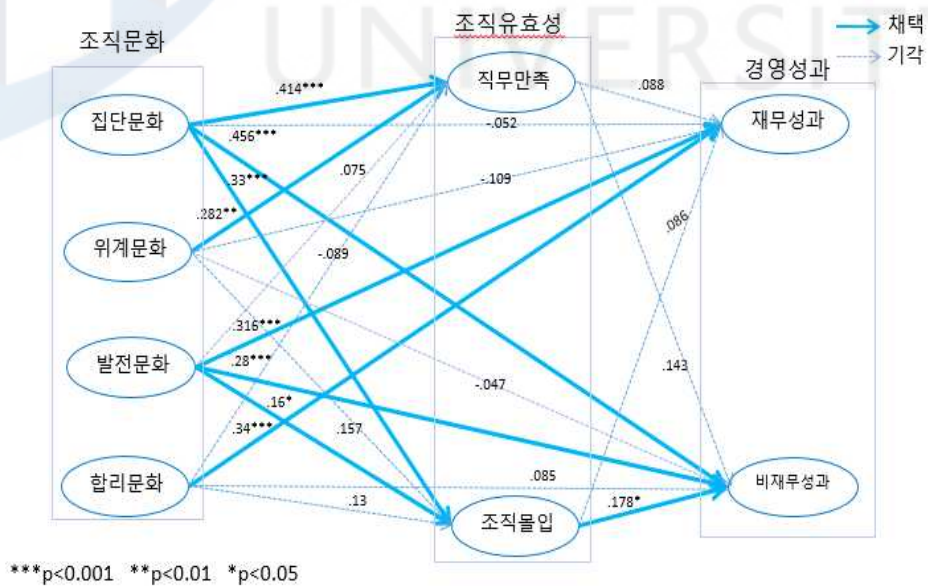 UNIVERSIT
조직문화
조직유효성
경영성과
채택
기각
집단문화
위계문화
발전문화
합리문화
직무만족
조직몰입
재무성과
비재무성과
.414***
.456***
.33***
.282**
.075
-.089
.088
-.052
-.109
.086
.316***
.28***
.16*
.34***
.157
.13
-.047
.143
.085
.178*
***p<0.001 **p<0.01 *p<0.05